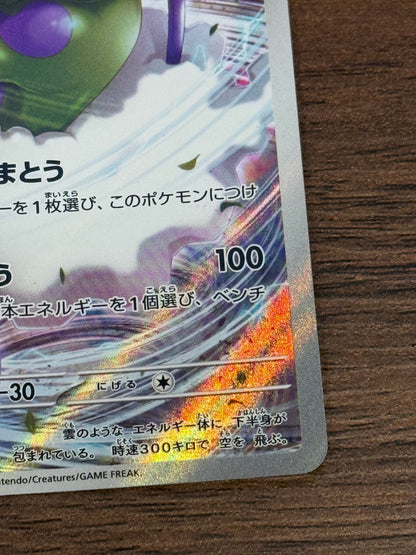 まとう
ーを1枚選び、このポケモンにつけ
う 100
本エネルギーを1個選び、ベンチ
-30 にげる
雲のような エネルギー体に 下半身が
包まれている。 時速300キロで 空を 飛ぶ。
ntendo/Creatures/GAME FREAK